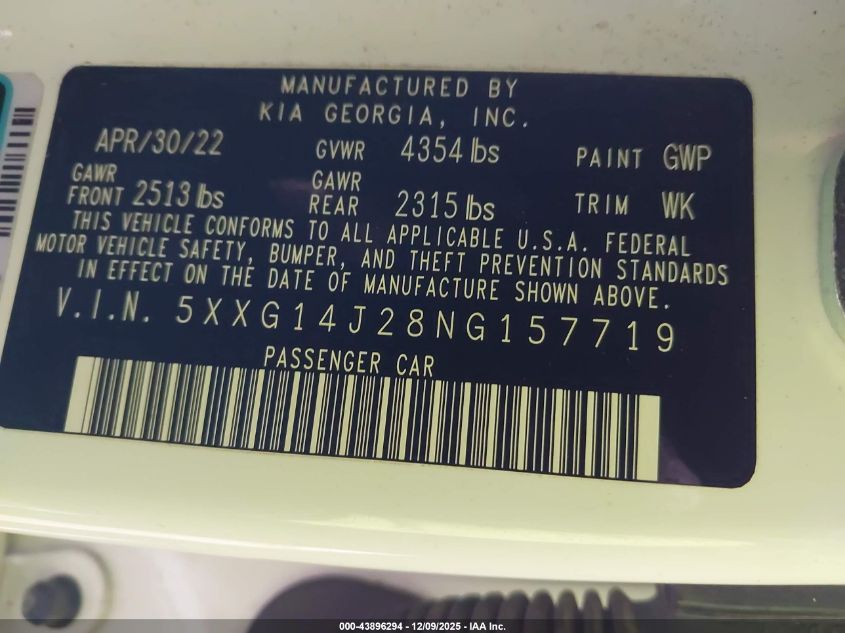 MANUFACTURED BY
KIA GEORGIA, INC.
APR/30/22 GVWR 4354 lbs PAINT GWP
GAWR FRONT 2513 lbs GAWR REAR 2315 lbs TRIM WK
THIS VEHICLE CONFORMS TO ALL APPLICABLE U.S.A. FEDERAL
MOTOR VEHICLE SAFETY, BUMPER, AND THEFT PREVENTION STANDARDS
IN EFFECT ON THE DATE OF MANUFACTURE SHOWN ABOVE.
V.I.N. 5XXG14J28NG157719
PASSENGER CAR
000-43896294 - 12/09/2025 - IAA Inc.